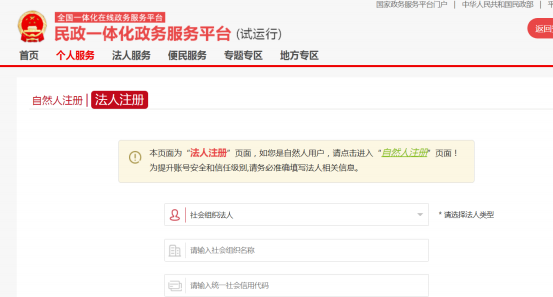 国家政务服务平台门户 | 中华人民共和国民政部 |
全国一体化在线政务服务平台
民政一体化政务服务平台 (试运行)
返回
首页 个人服务 法人服务 便民服务 专题专区 地方专区
自然人注册 | 法人注册
本页面为“法人注册”页面，如您是自然人用户，请点击进入“自然人注册”页面！
为提升账号安全和信任级别,请务必准确填写法人相关信息。
社会组织法人 * 请选择法人类型
请输入社会组织名称
请输入统一社会信用代码